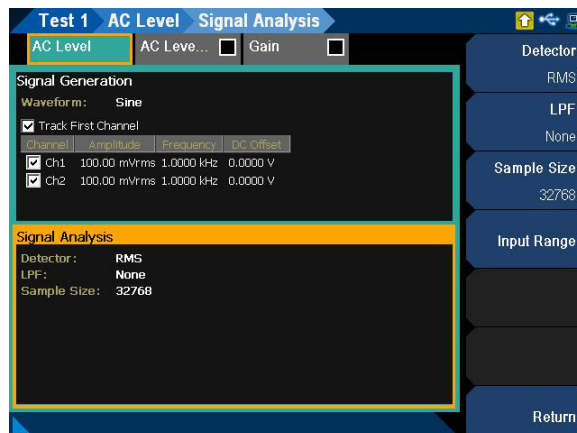 Test 1 AC Level Signal Analysis
AC Level AC Leve... Gain
Detector
RMS
LPF
None
Sample Size
32768
Input Range
Return
Signal Generation
Waveform: Sine
Track First Channel
Channel Amplitude Frequency DC Offset
Ch1 100.00 mVrms 1.0000 kHz 0.0000 V
Ch2 100.00 mVrms 1.0000 kHz 0.0000 V
Signal Analysis
Detector: RMS
LPF: None
Sample Size: 32768